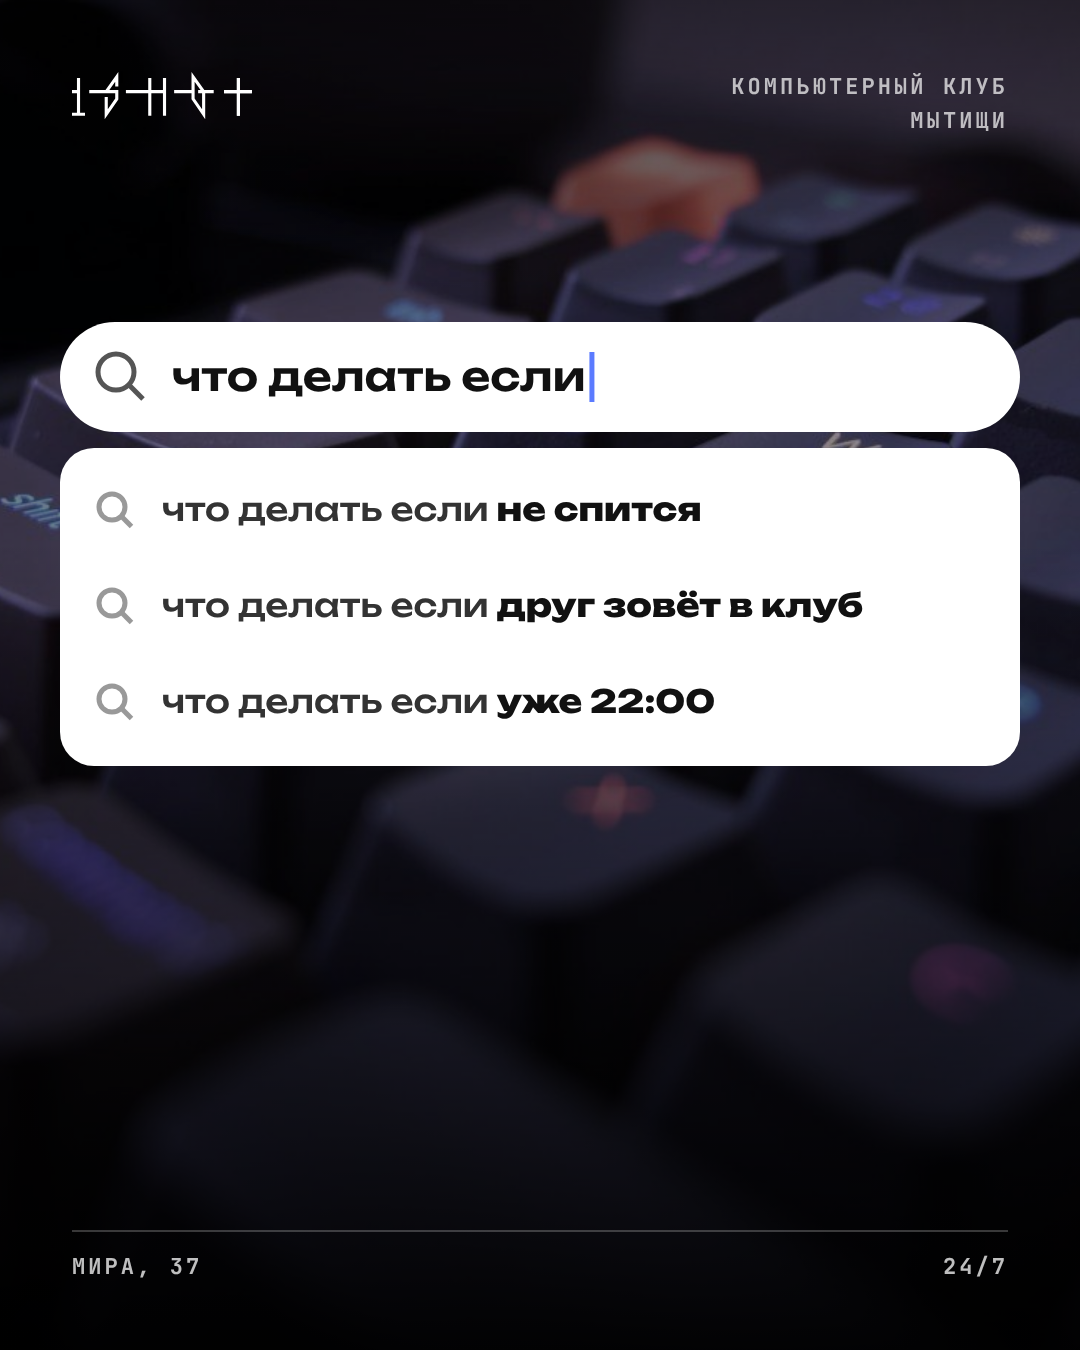 КОМПЬЮТЕРНЫЙ КЛУБ
МЫТИЩИ
что делать если
shift
что делать если не спится
что делать если друг зовёт в клуб
что делать если уже 22:00
МИРА, 37
24/7